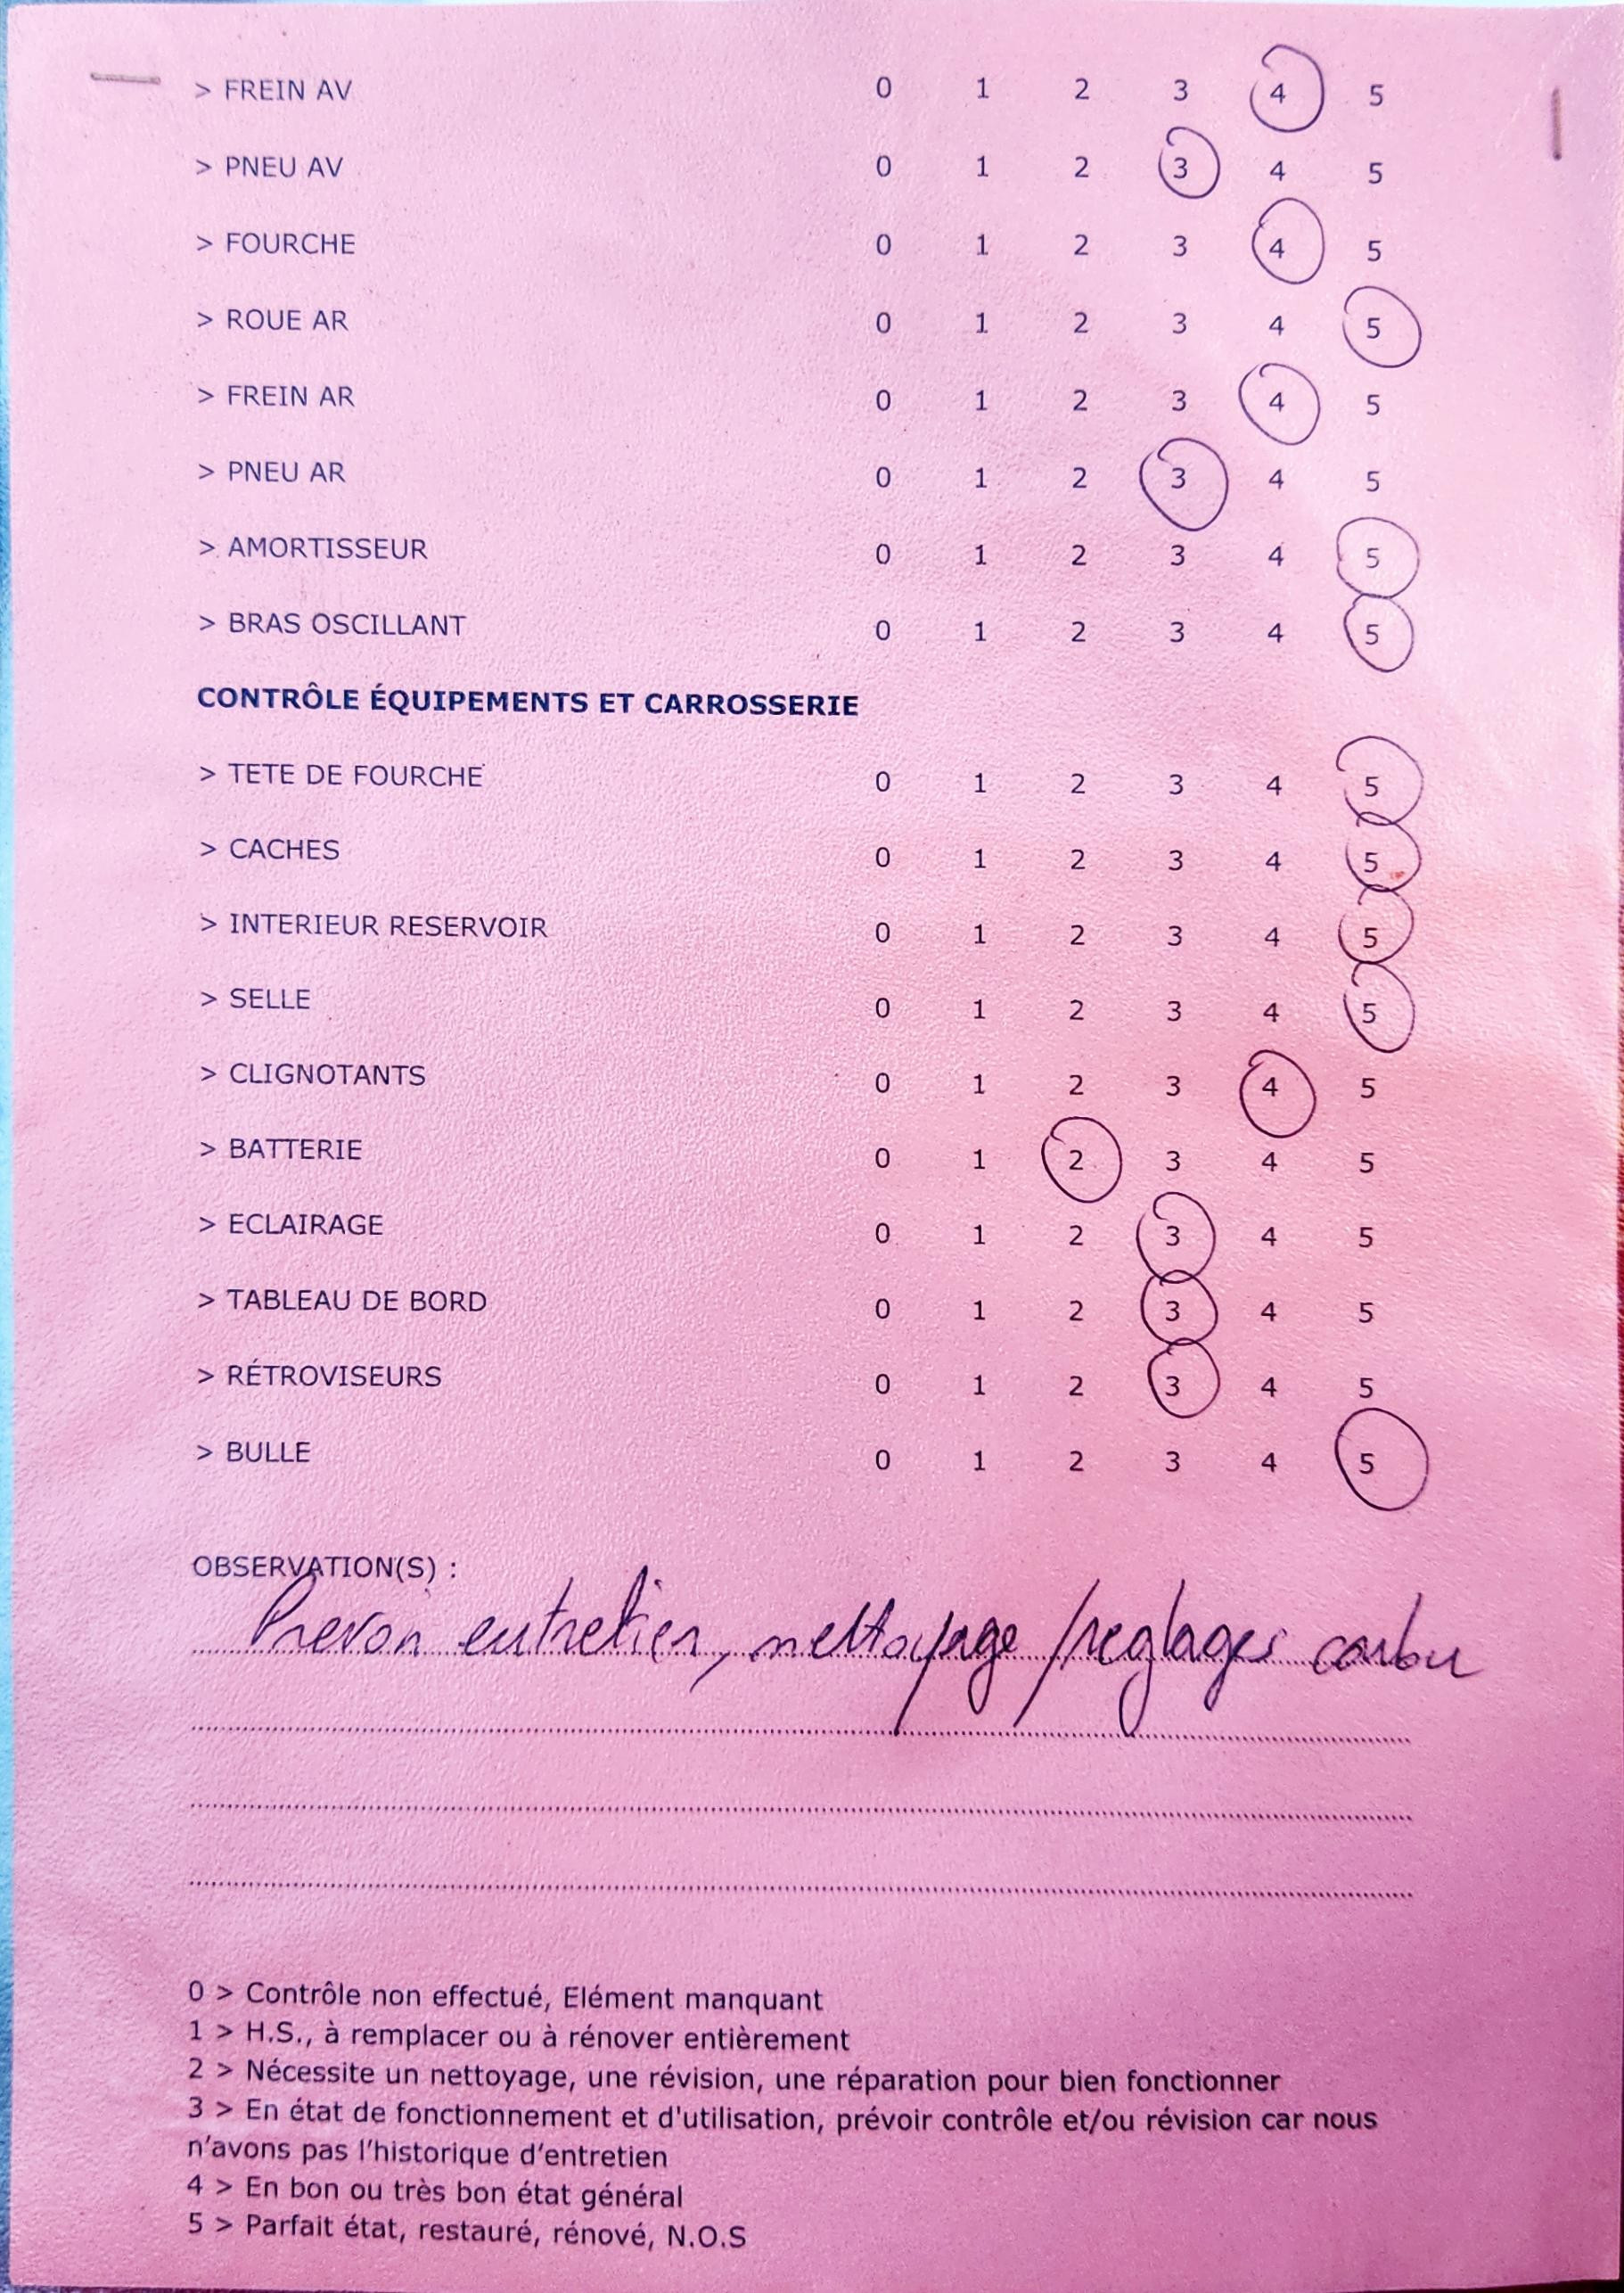 > FREIN AV 0 1 2 3 4 5
> PNEU AV 0 1 2 3 4 5
> FOURCHE 0 1 2 3 4 5
> ROUE AR 0 1 2 3 4 5
> FREIN AR 0 1 2 3 4 5
> PNEU AR 0 1 2 3 4 5
> AMORTISSEUR 0 1 2 3 4 5
> BRAS OSCILLANT 0 1 2 3 4 5
CONTRÔLE ÉQUIPEMENTS ET CARROSSERIE
> TETE DE FOURCHE 0 1 2 3 4 5
> CACHES 0 1 2 3 4 5
> INTERIEUR RESERVOIR 0 1 2 3 4 5
> SELLE 0 1 2 3 4 5
> CLIGNOTANTS 0 1 2 3 4 5
> BATTERIE 0 1 2 3 4 5
> ECLAIRAGE 0 1 2 3 4 5
> TABLEAU DE BORD 0 1 2 3 4 5
> RÉTROVISEURS 0 1 2 3 4 5
> BULLE 0 1 2 3 4 5
OBSERVATION(S) :
Prevoir entretien, nettoyage / reglages carbu
0 > Contrôle non effectué, Elément manquant
1 > H.S., à remplacer ou à rénover entièrement
2 > Nécessite un nettoyage, une révision, une réparation pour bien fonctionner
3 > En état de fonctionnement et d'utilisation, prévoir contrôle et/ou révision car nous
n'avons pas l'historique d'entretien
4 > En bon ou très bon état général
5 > Parfait état, restauré, rénové, N.O.S